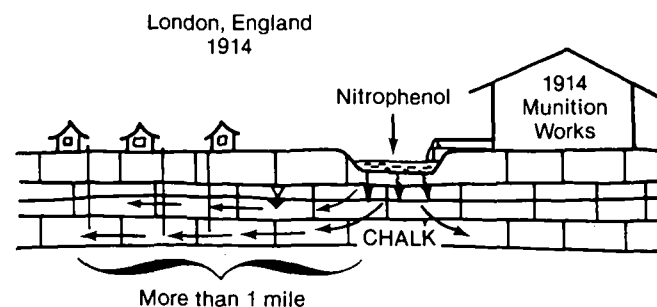 London, England
1914
Nitrophenol
1914
Munition
Works
CHALK
More than 1 mile